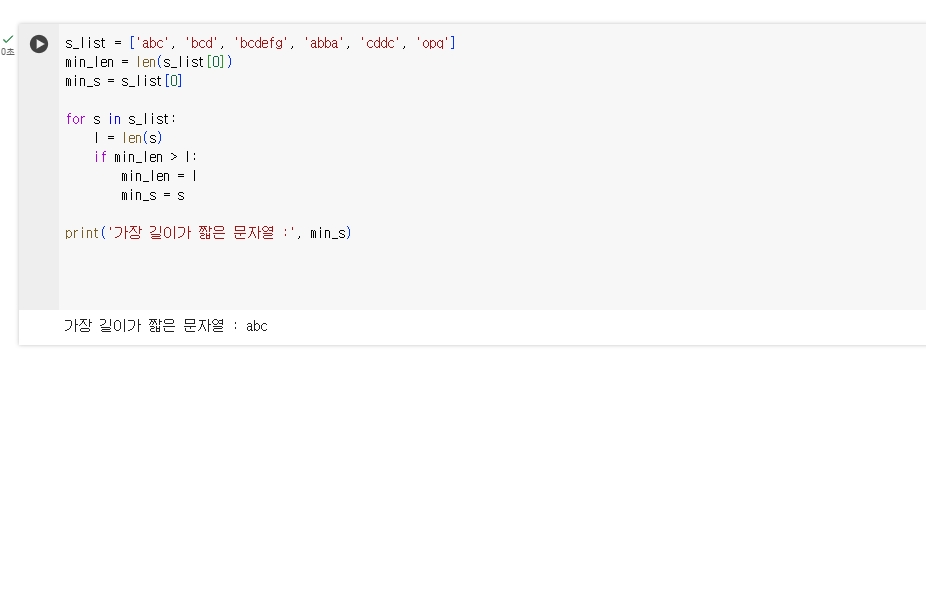 s_list = ['abc', 'bcd', 'bcdefg', 'abba', 'cddc', 'opq']
0초
min_len = len(s_list[0])
min_s = s_list[0]
for s in s_list:
    l = len(s)
    if min_len > l:
        min_len = l
        min_s = s
print('가장 길이가 짧은 문자열 :', min_s)
가장 길이가 짧은 문자열 : abc